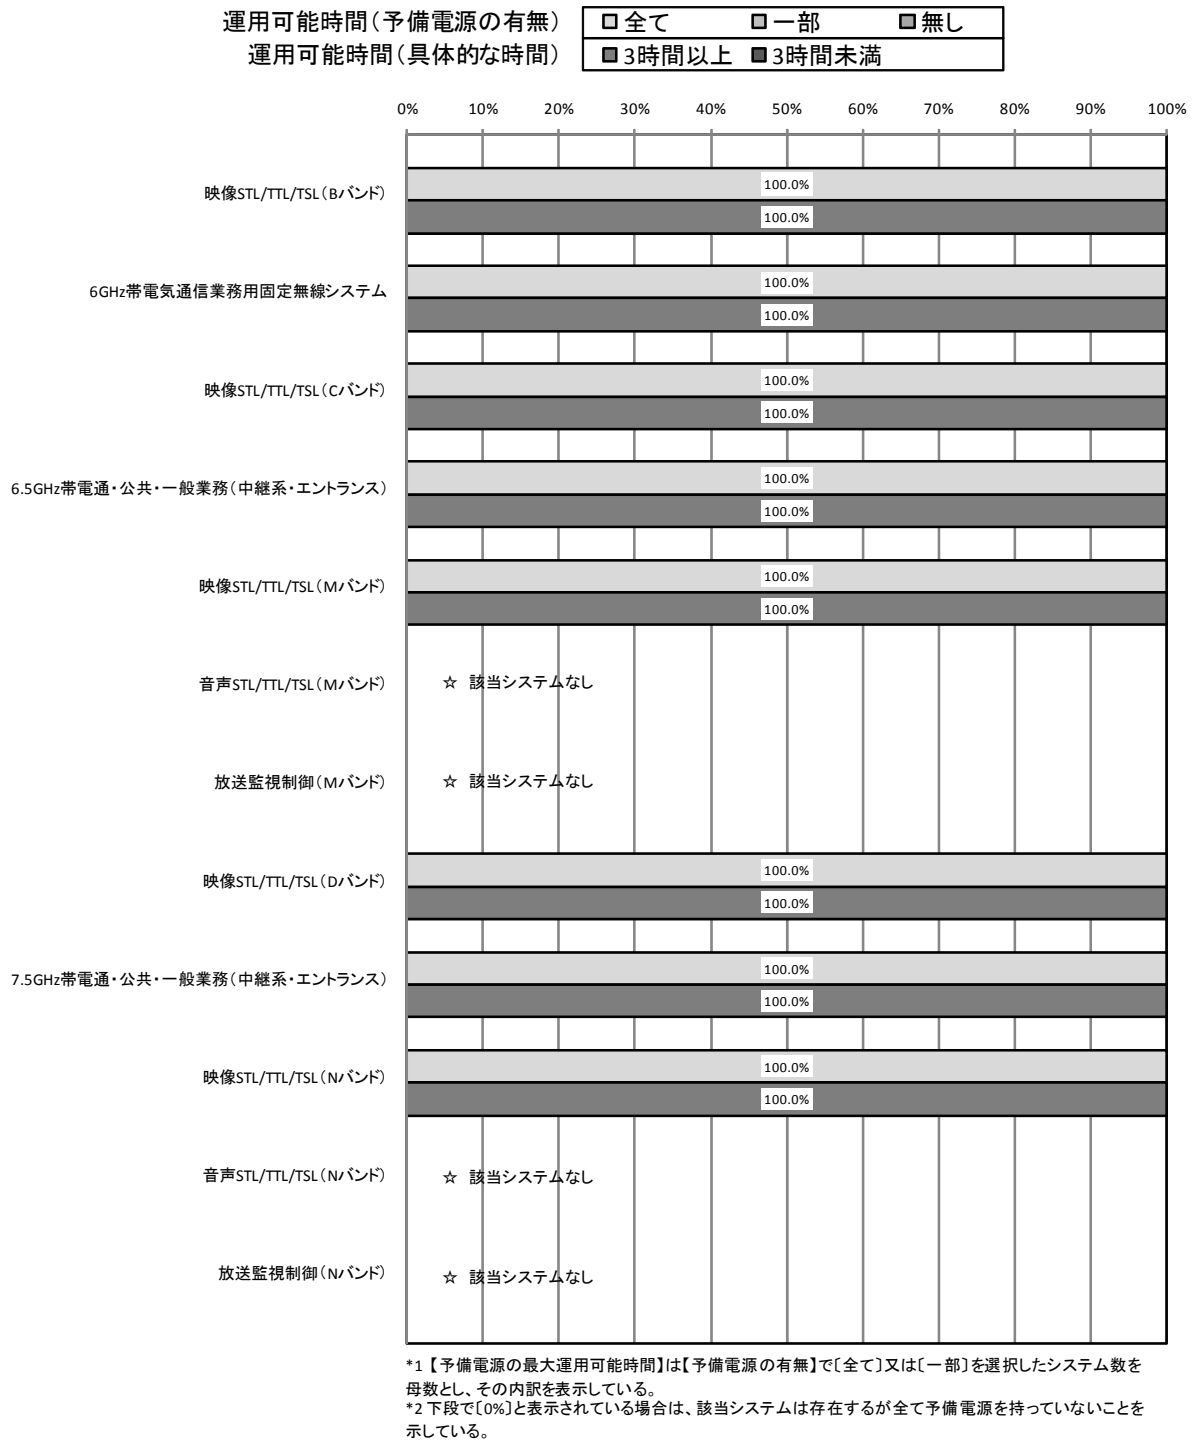 運用可能時間(予備電源の有無) 全て 一部 無し
運用可能時間(具体的な時間) 3時間以上 3時間未満
0% 10% 20% 30% 40% 50% 60% 70% 80% 90% 100%
映像STL/TTL/TSL(Bバンド)
100.0%
100.0%
6GHz帯電気通信業務用固定無線システム
100.0%
100.0%
映像STL/TTL/TSL(Cバンド)
100.0%
100.0%
6.5GHz帯電通・公共・一般業務(中継系・エントランス)
100.0%
100.0%
映像STL/TTL/TSL(Mバンド)
100.0%
100.0%
音声STL/TTL/TSL(Mバンド) ☆ 該当システムなし
放送監視制御(Mバンド) ☆ 該当システムなし
映像STL/TTL/TSL(Dバンド)
100.0%
100.0%
7.5GHz帯電通・公共・一般業務(中継系・エントランス)
100.0%
100.0%
映像STL/TTL/TSL(Nバンド)
100.0%
100.0%
音声STL/TTL/TSL(Nバンド) ☆ 該当システムなし
放送監視制御(Nバンド) ☆ 該当システムなし
*1【予備電源の最大運用可能時間】は【予備電源の有無】で〔全て〕又は〔一部〕を選択したシステム数を
母数とし、その内訳を表示している。
*2 下段で〔0%〕と表示されている場合は、該当システムは存在するが全て予備電源を持っていないことを
示している。